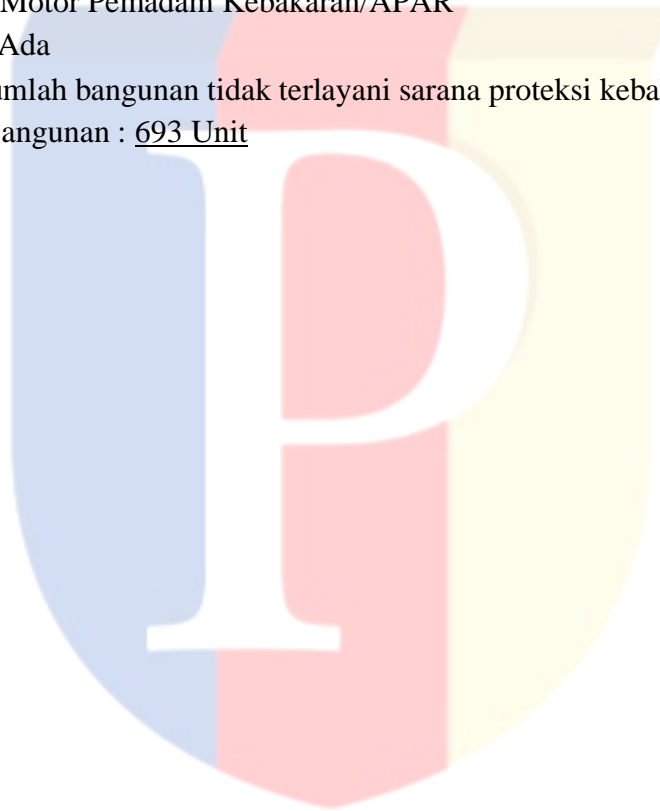 Motor Pemadam Kebakaran/APAR
Ada
umlah bangunan tidak terlayani sarana proteksi keba
angunan : 693 Unit
P